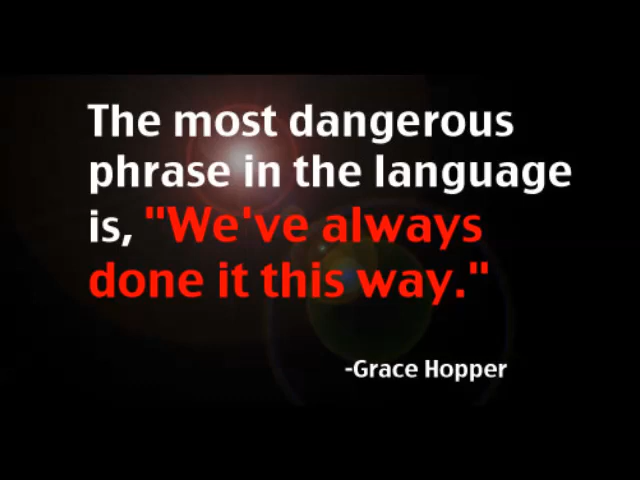 The most dangerous
phrase in the language
is, "We've always
done it this way."
-Grace Hopper